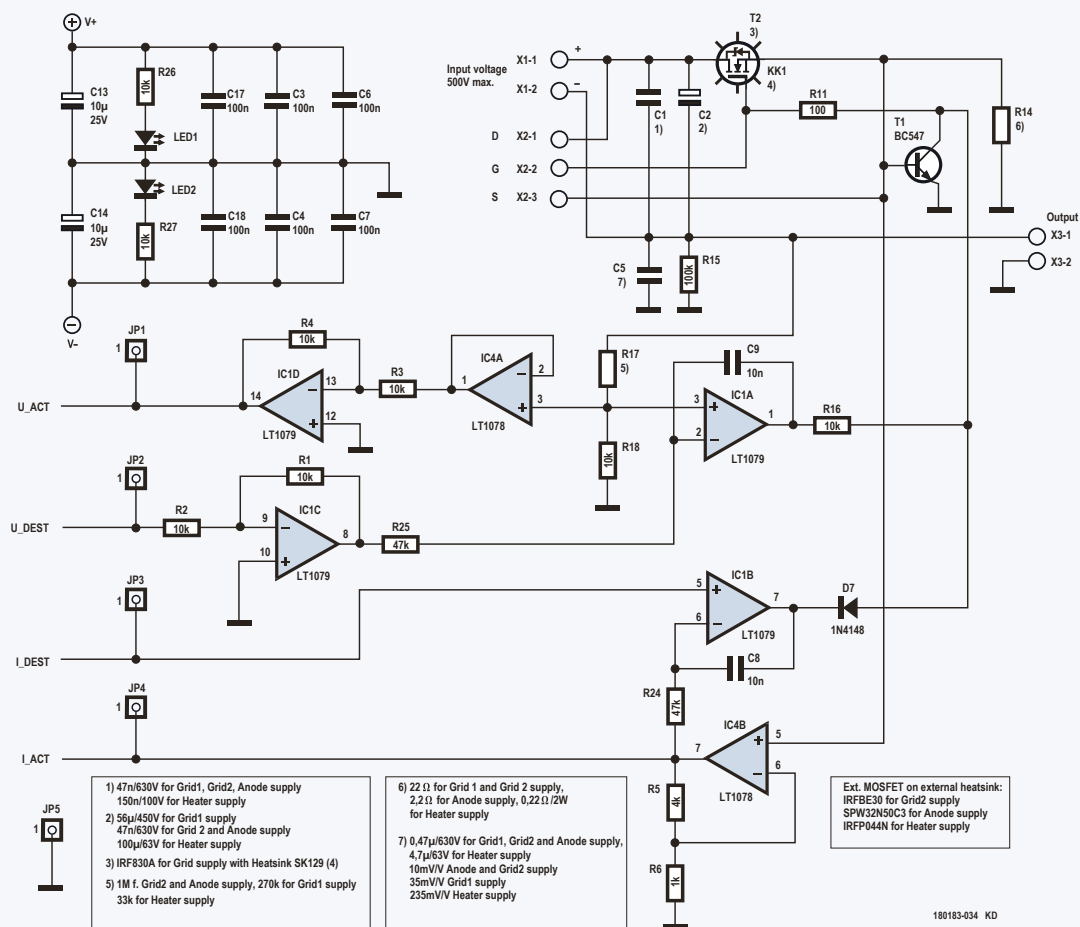 V+
C13
10µ
25V
R26
10k
LED1
C17
100n
C3
100n
C6
100n
LED2
C14
10µ
25V
R27
10k
C18
100n
C4
100n
C7
100n
V–
Input voltage
500V max.
X1-1
+
X1-2
–
D X2-1
G X2-2
S X2-3
C1
1)
C2
2)
T2
3)
KK1
4)
R11
100
T1
BC547
R14
6)
Output
X3-1
X3-2
C5
7)
R15
100k
JP1
1
U_ACT
R4
10k
IC1D
14
13
12
LT1079
R3
10k
IC4A
1
2
3
LT1078
R17
5)
R18
10k
C9
10n
IC1A
3
2
1
LT1079
R16
10k
JP2
1
U_DEST
R2
10k
R1
10k
IC1C
9
10
8
LT1079
R25
47k
JP3
1
I_DEST
IC1B
5
6
7
LT1079
D7
1N4148
C8
10n
R24
47k
JP4
1
I_ACT
IC4B
7
5
6
LT1078
R5
4k
R6
1k
JP5
1
1) 47n/630V for Grid1, Grid2, Anode supply
150n/100V for Heater supply
2) 56µ/450V for Grid1 supply
47n/630V for Grid 2 and Anode supply
100µ/63V for Heater supply
3) IRF830A for Grid supply with Heatsink SK129 (4)
5) 1M f. Grid2 and Anode supply, 270k for Grid1 supply
33k for Heater supply
6) 22 Ω for Grid 1 and Grid 2 supply,
2,2 Ω for Anode supply, 0,22 Ω /2W
for Heater supply
7) 0,47µ/630V for Grid1, Grid2 and Anode supply,
4,7µ/63V for Heater supply
10mV/V Anode and Grid2 supply
35mV/V Grid1 supply
235mV/V Heater supply
Ext. MOSFET on external heatsink:
IRFBE30 for Grid2 supply
SPW32N50C3 for Anode supply
IRFP044N for Heater supply
180183-034 KD